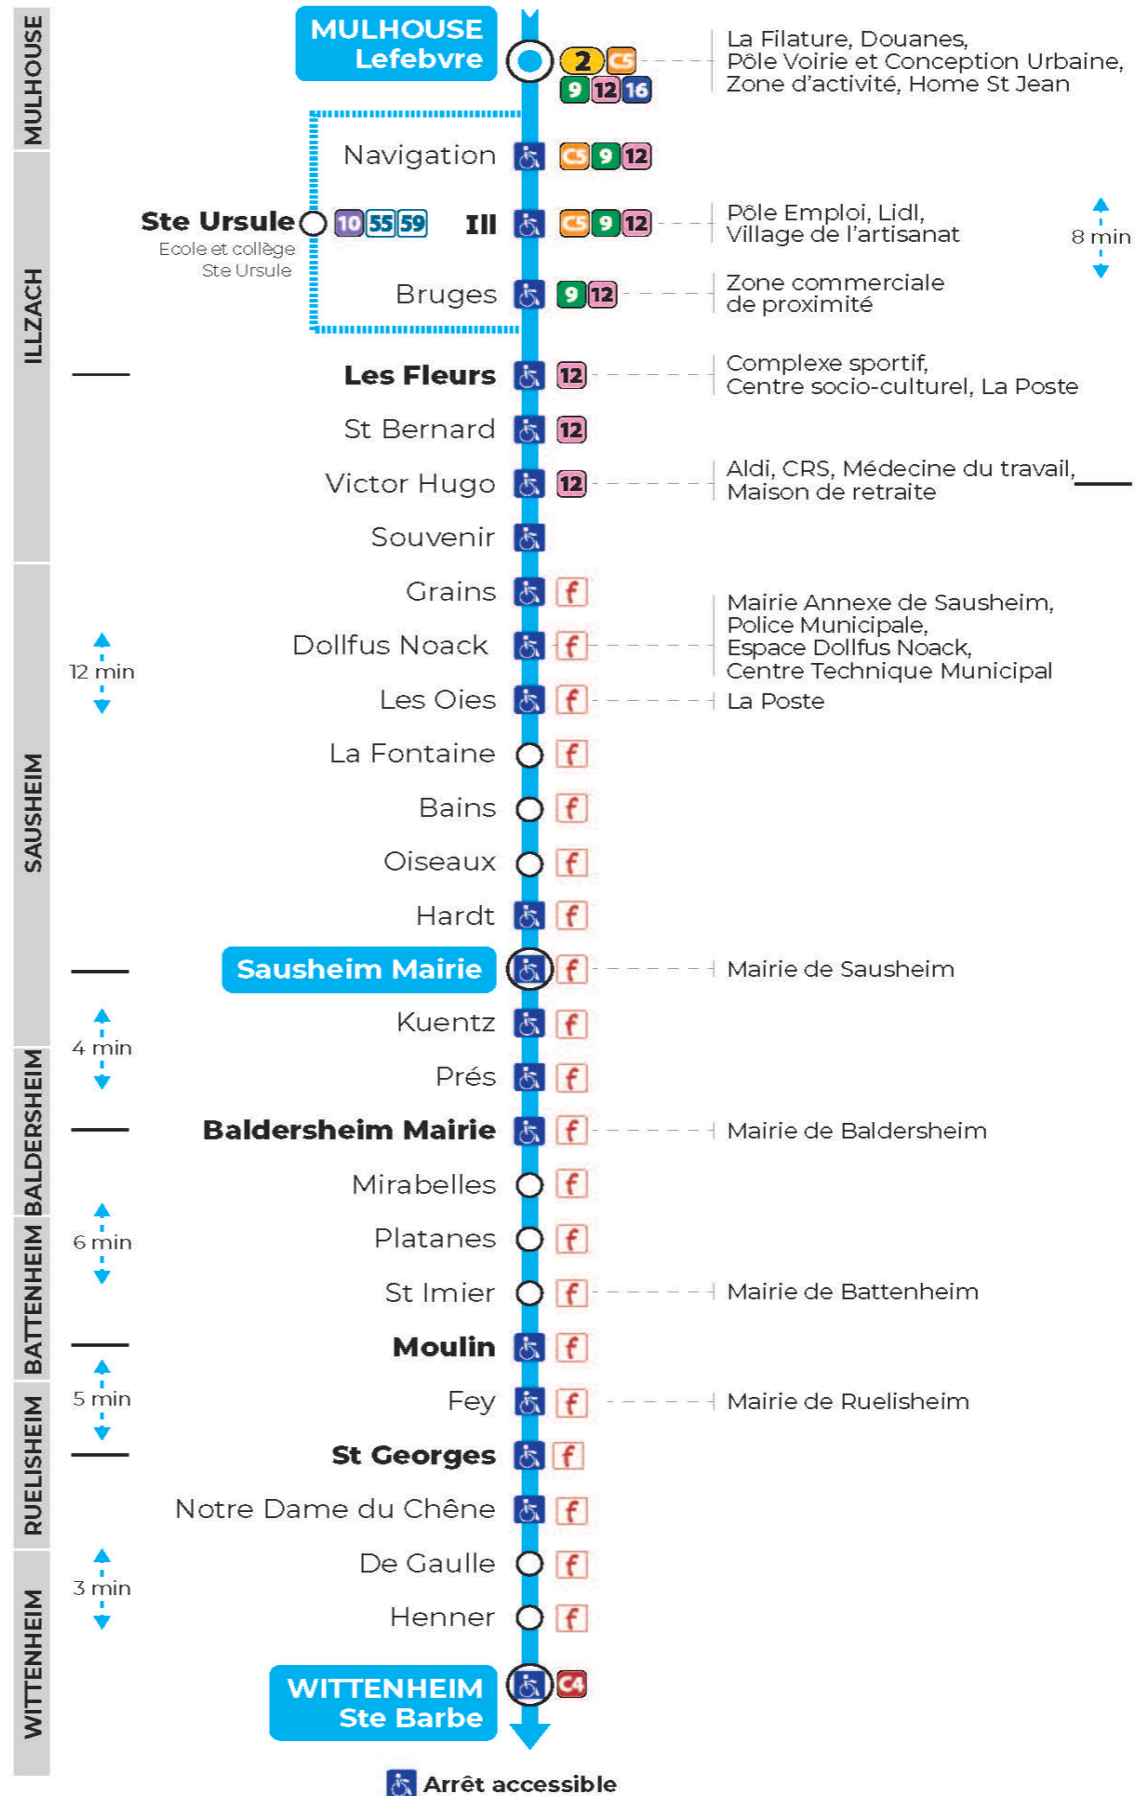 MULHOUSE
MULHOUSE
Lefebvre
2 C5
9 12 16
La Filature, Douanes,
Pôle Voirie et Conception Urbaine,
Zone d'activité, Home St Jean
ILLZACH
Navigation
C5 9 12
Ste Ursule
Ecole et collège
Ste Ursule
10 55 59
Ill
C5 9 12
Pôle Emploi, Lidl,
Village de l'artisanat
8 min
Bruges
9 12
Zone commerciale
de proximité
Les Fleurs
12
Complexe sportif,
Centre socio-culturel, La Poste
St Bernard
12
Victor Hugo
12
Aldi, CRS, Médecine du travail,
Maison de retraite
Souvenir
SAUSHEIM
Grains
f
12 min
Dollfus Noack
f
Mairie Annexe de Sausheim,
Police Municipale,
Espace Dollfus Noack,
Centre Technique Municipal
Les Oies
f
La Poste
La Fontaine
f
Bains
f
Oiseaux
f
Hardt
f
Sausheim Mairie
f
Mairie de Sausheim
Kuentz
f
4 min
BALDERSHEIM
Prés
f
Baldersheim Mairie
f
Mairie de Baldersheim
Mirabelles
f
BATTENHEIM
6 min
Platanes
f
St Imier
f
Mairie de Battenheim
Moulin
f
RUELISHEIM
5 min
Fey
f
Mairie de Ruelisheim
St Georges
f
Notre Dame du Chêne
f
WITTENHEIM
3 min
De Gaulle
f
Henner
f
WITTENHEIM
Ste Barbe
C4
Arrêt accessible